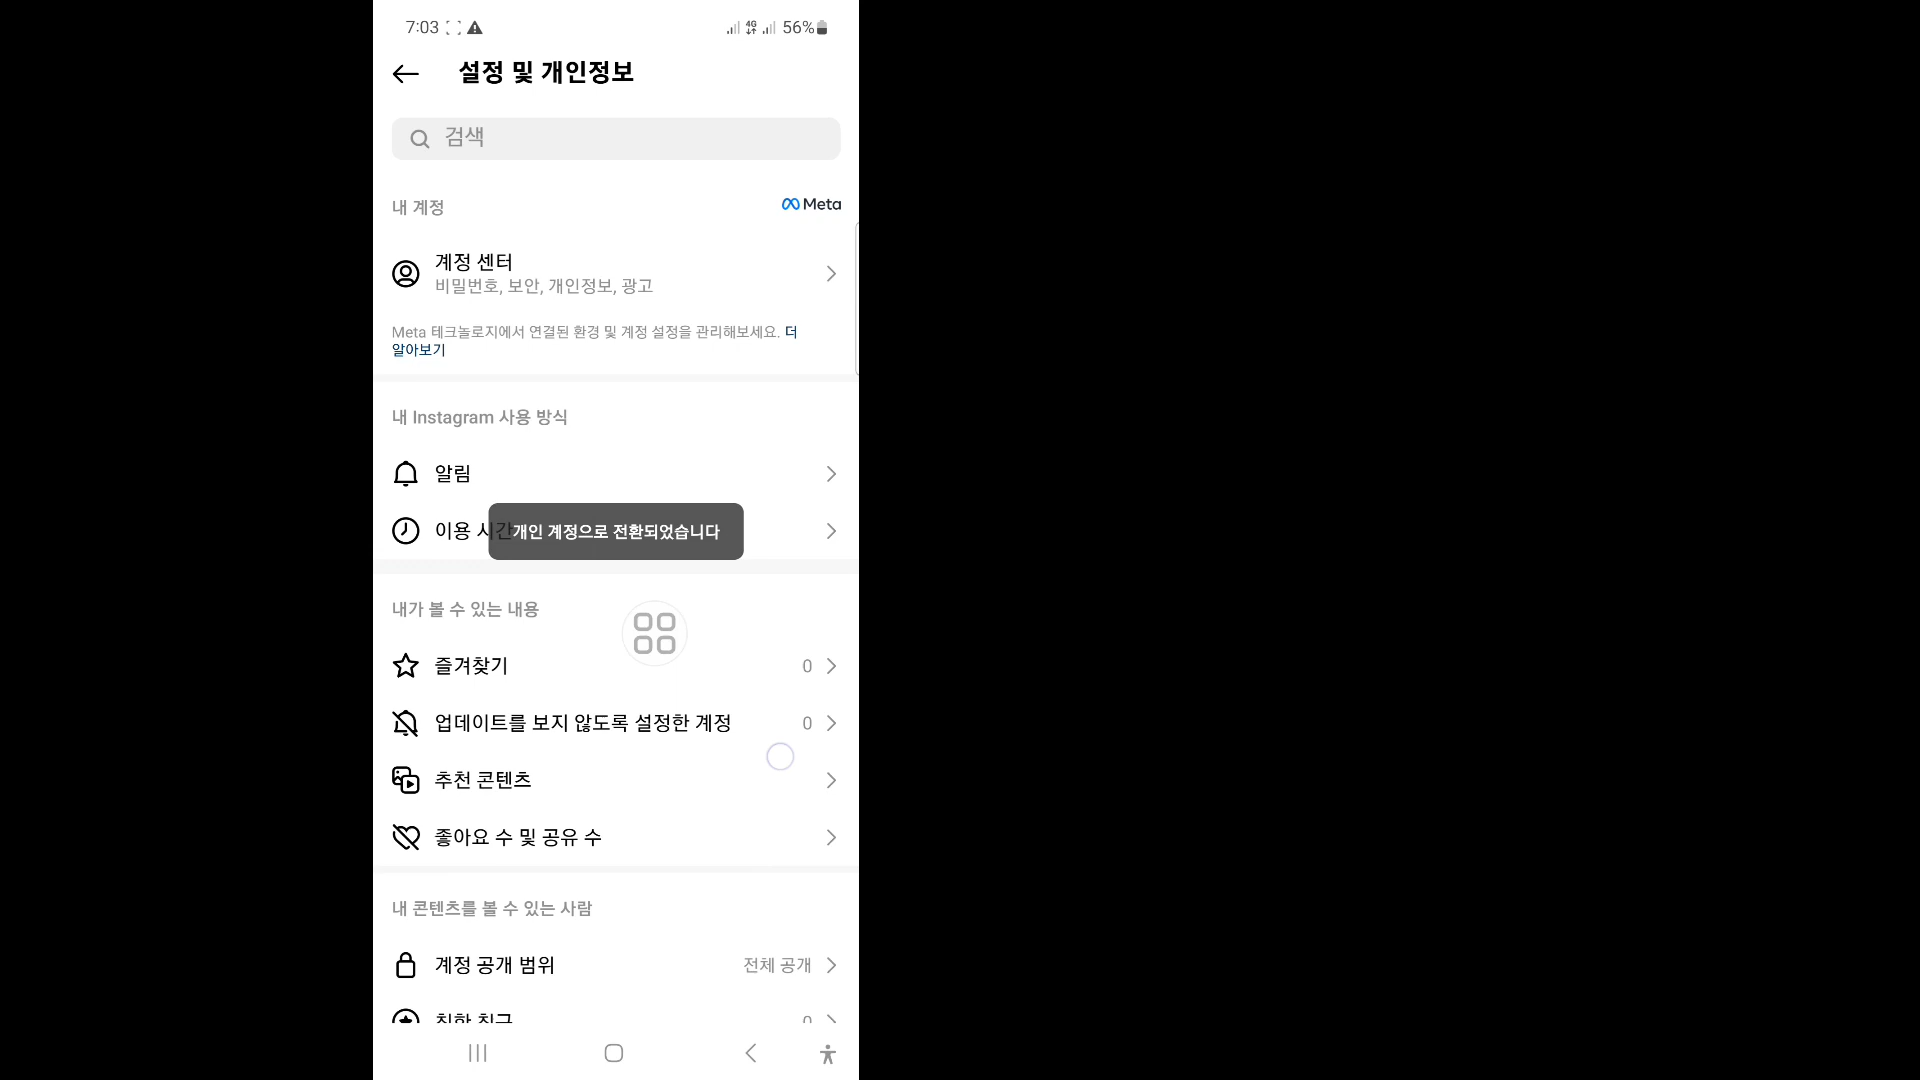 7:03 4G 56%
설정 및 개인정보
검색
내 계정 Meta
계정 센터
비밀번호, 보안, 개인정보, 광고
Meta 테크놀로지에서 연결된 환경 및 계정 설정을 관리해보세요. 더
알아보기
내 Instagram 사용 방식
알림
이용 시간
개인 계정으로 전환되었습니다
내가 볼 수 있는 내용
즐겨찾기 0
업데이트를 보지 않도록 설정한 계정 0
추천 콘텐츠
좋아요 수 및 공유 수
내 콘텐츠를 볼 수 있는 사람
계정 공개 범위 전체 공개
친한 친구 0